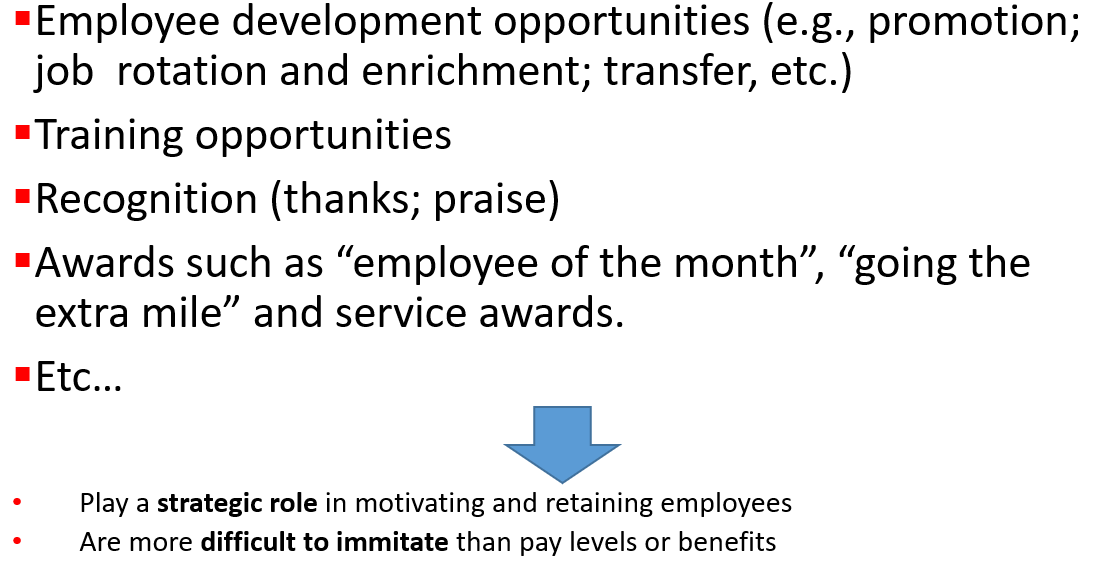 ▪Employee development opportunities (e.g., promotion;
job  rotation and enrichment; transfer, etc.)
▪Training opportunities
▪Recognition (thanks; praise)
▪Awards such as “employee of the month”, “going the
extra mile” and service awards.
▪Etc…
• Play a strategic role in motivating and retaining employees
• Are more difficult to immitate than pay levels or benefits